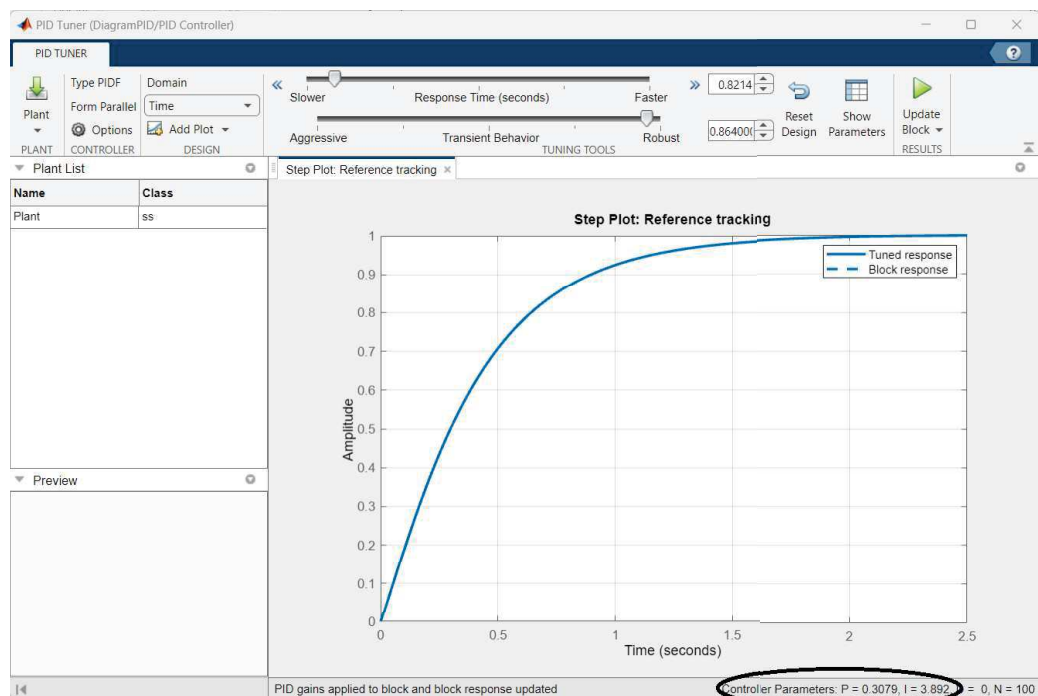 PID Tuner (DiagramPID/PID Controller)
PID TUNER
Plant
PLANT
Type PIDF
Form Parallel
Options
CONTROLLER
Domain
Time
Add Plot
DESIGN
Slower Response Time (seconds) Faster
0.8214
Aggressive Transient Behavior Robust
0.86400
TUNING TOOLS
Reset
Design
Show
Parameters
Update
Block
RESULTS
Plant List
Name Class
Plant ss
Preview
Step Plot: Reference tracking
Step Plot: Reference tracking
Tuned response
Block response
Amplitude
1
0.9
0.8
0.7
0.6
0.5
0.4
0.3
0.2
0.1
0
0 0.5 1 1.5 2 2.5
Time (seconds)
PID gains applied to block and block response updated
Controller Parameters: P = 0.3079, I = 3.892, = 0, N = 100